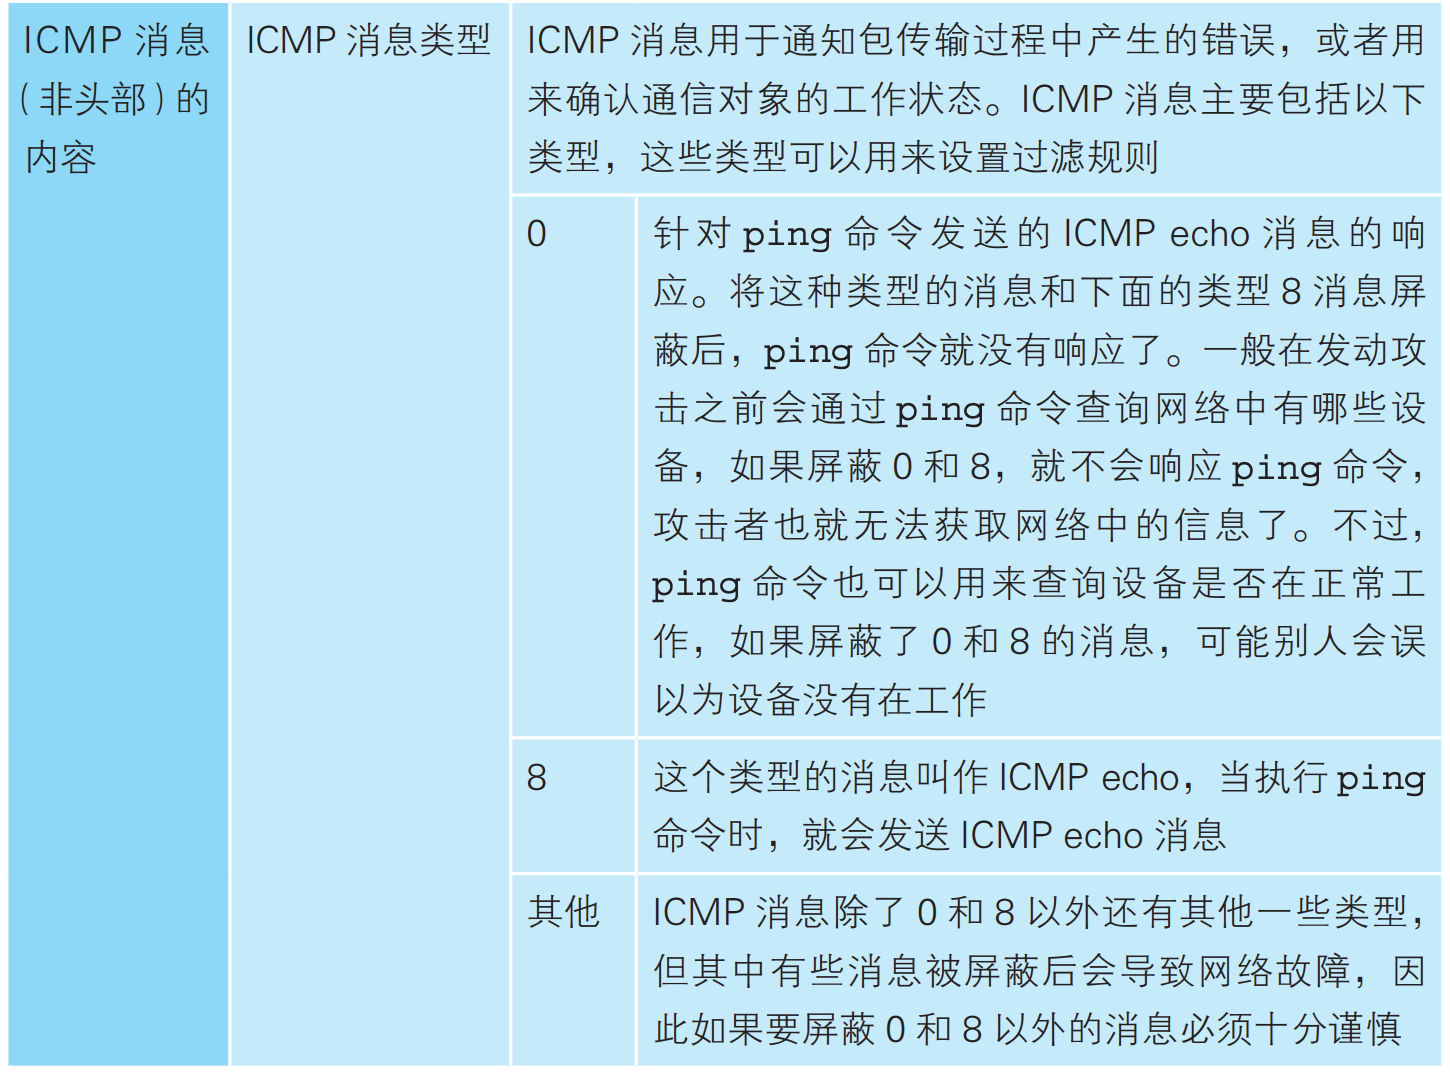 ICMP 消息
（非头部）的
内容
ICMP 消息类型
ICMP 消息用于通知包传输过程中产生的错误，或者用
来确认通信对象的工作状态。ICMP 消息主要包括以下
类型，这些类型可以用来设置过滤规则
0
针对 ping 命令发送的 ICMP echo 消息的响
应。将这种类型的消息和下面的类型 8 消息屏
蔽后，ping 命令就没有响应了。一般在发动攻
击之前会通过 ping 命令查询网络中有哪些设
备，如果屏蔽 0 和 8，就不会响应 ping 命令，
攻击者也就无法获取网络中的信息了。不过，
ping 命令也可以用来查询设备是否在正常工
作，如果屏蔽了 0 和 8 的消息，可能别人会误
以为设备没有在工作
8
这个类型的消息叫作 ICMP echo，当执行 ping
命令时，就会发送 ICMP echo 消息
其他
ICMP 消息除了 0 和 8 以外还有其他一些类型，
但其中有些消息被屏蔽后会导致网络故障，因
此如果要屏蔽 0 和 8 以外的消息必须十分谨慎